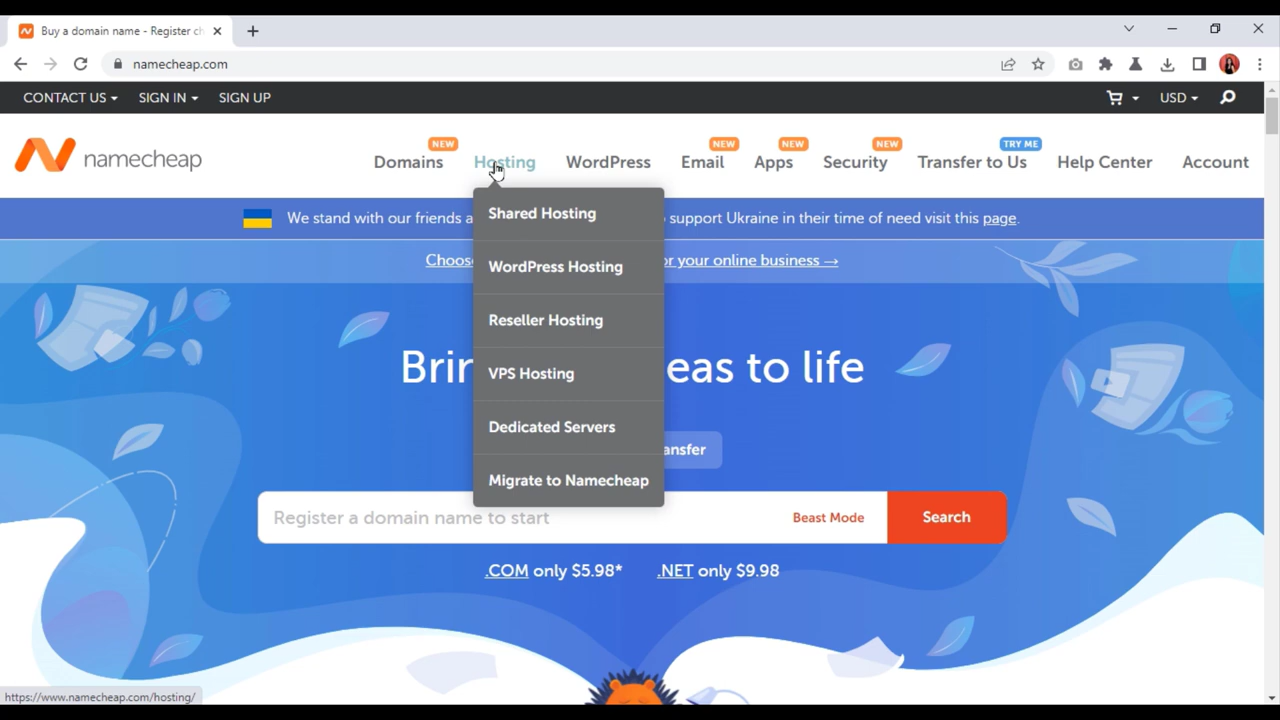 Buy a domain name - Register ch
namecheap.com
CONTACT US SIGN IN SIGN UP USD
NEW NEW NEW NEW TRY ME
namecheap Domains Hosting WordPress Email Apps Security Transfer to Us Help Center Account
We stand with our friends a support Ukraine in their time of need visit this page.
Shared Hosting
Choose or your online business →
WordPress Hosting
Reseller Hosting
Brin eas to life
VPS Hosting
Dedicated Servers
ansfer
Migrate to Namecheap
Register a domain name to start Beast Mode Search
.COM only $5.98* .NET only $9.98
https://www.namecheap.com/hosting/